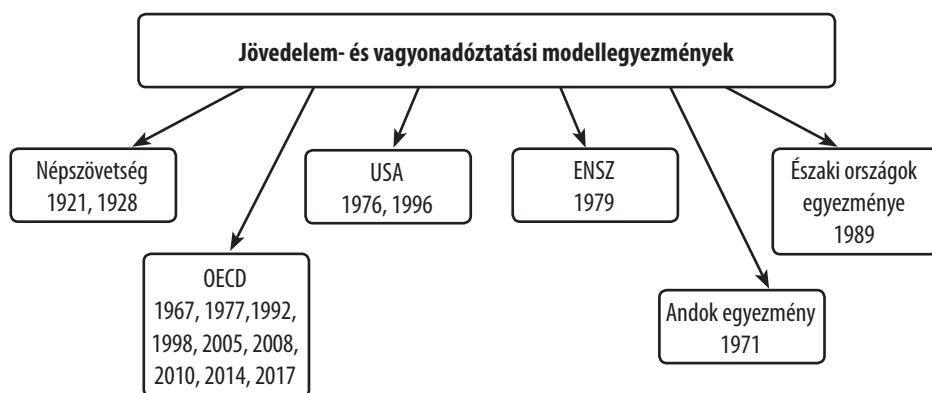 Jövedelem- és vagyonadóztatási modellegyezmények
Népszövetség
1921, 1928
USA
1976, 1996
ENSZ
1979
Északi országok
egyezménye
1989
OECD
1967, 1977,1992,
1998, 2005, 2008,
2010, 2014, 2017
Andok egyezmény
1971